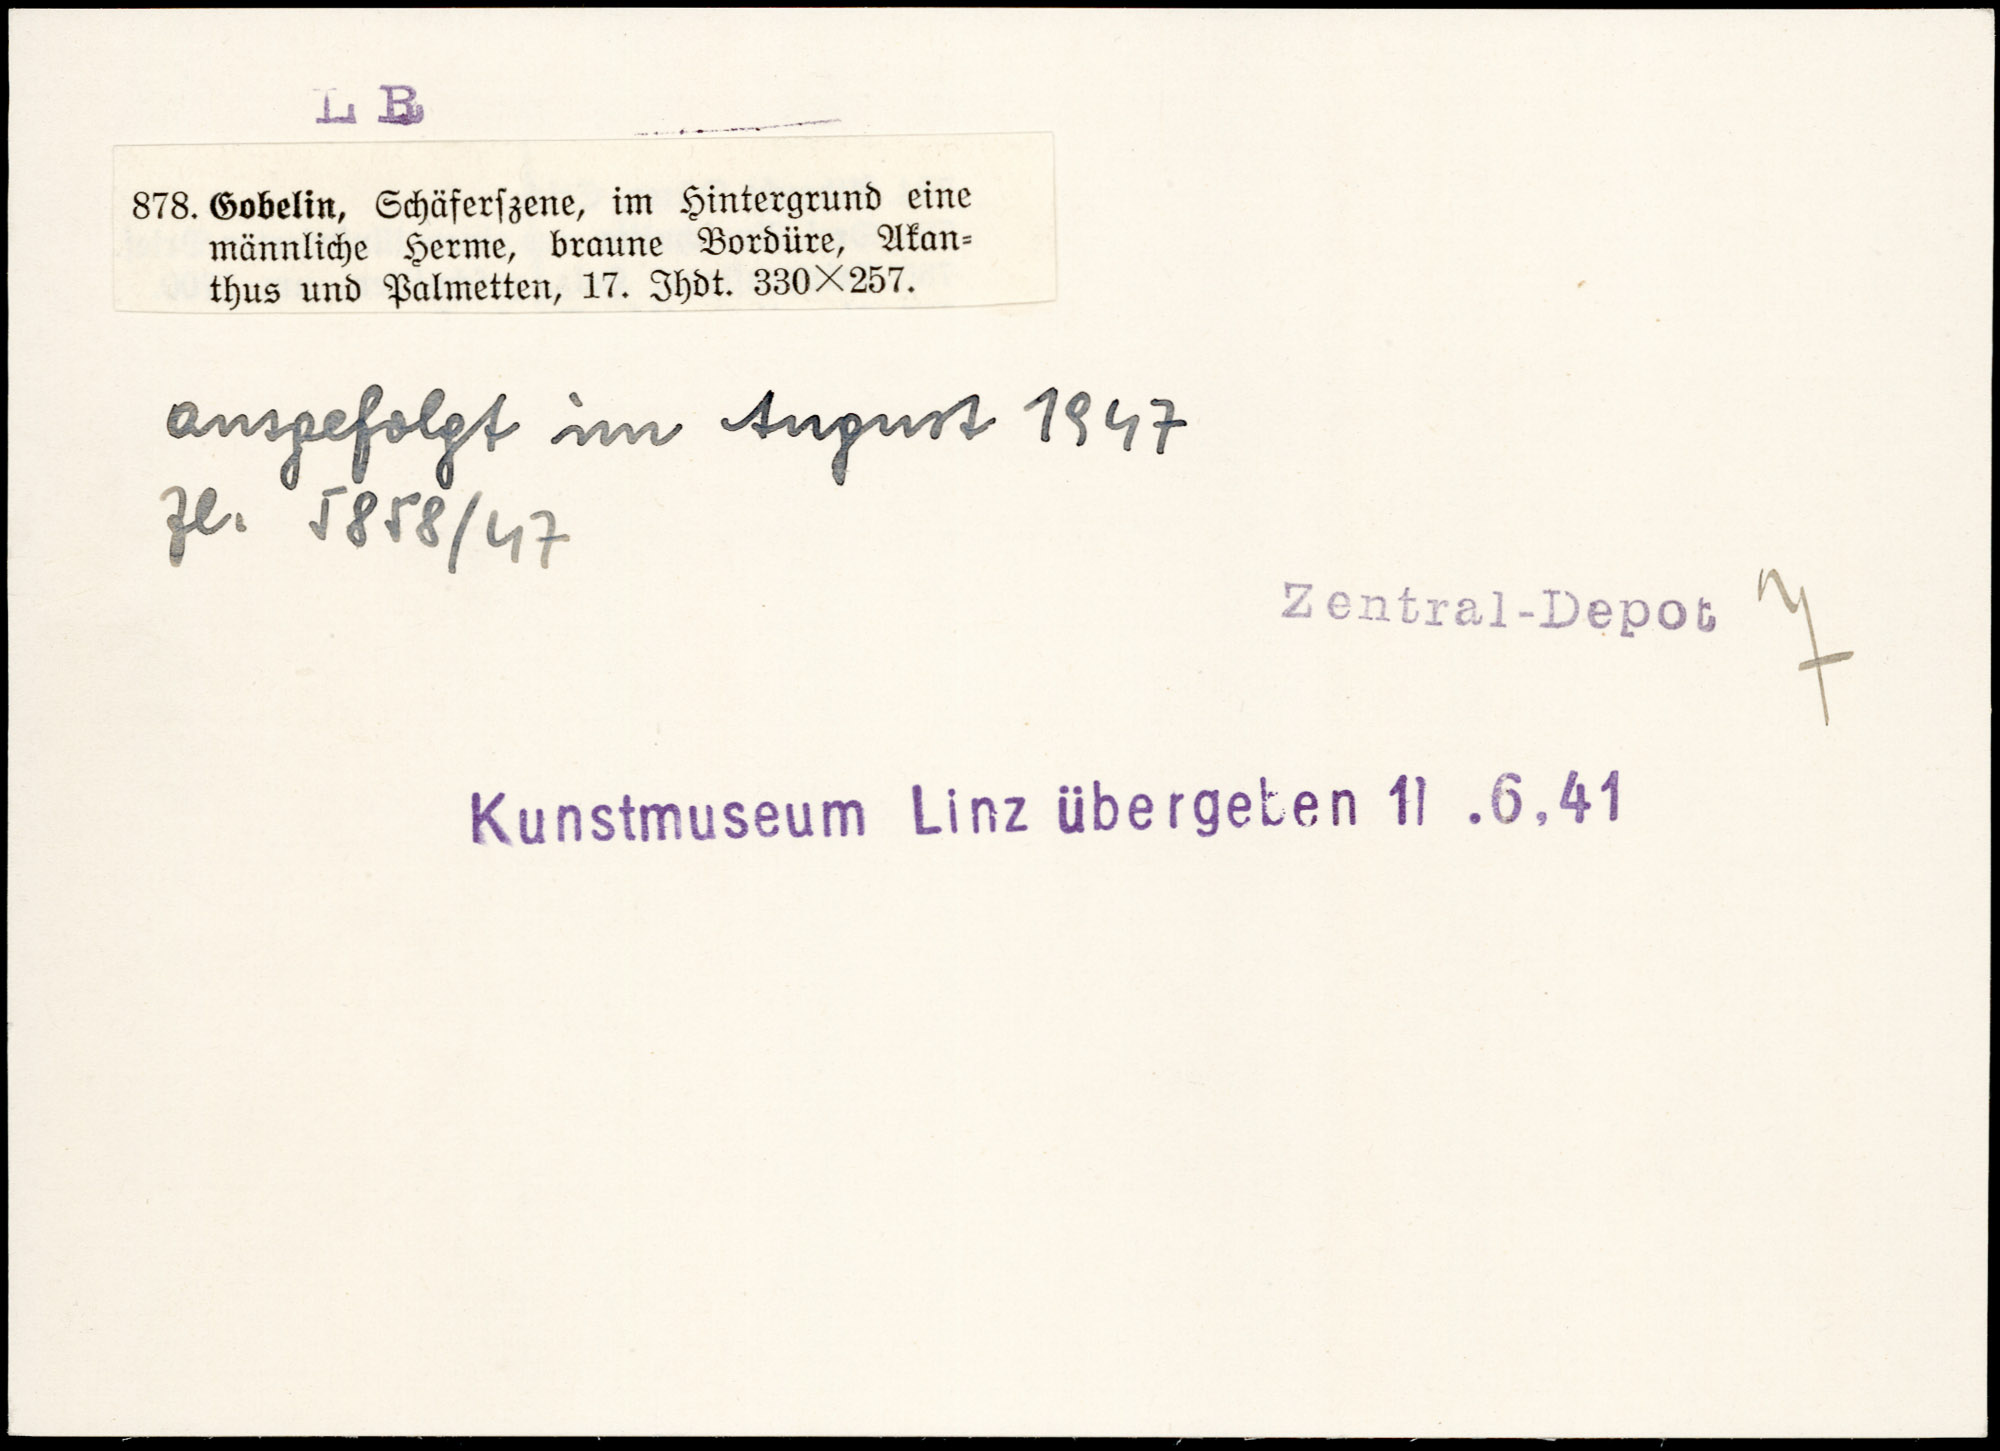 L R
878. Gobelin, Schäferszene, im Hintergrund eine
männliche Herme, braune Bordüre, Akan-
thus und Palmetten, 17. Jhdt. 330×257.
ausgefolgt im August 1947
Zl. 5858/47
Zentral-Depot
Kunstmuseum Linz übergeben 11.6.41